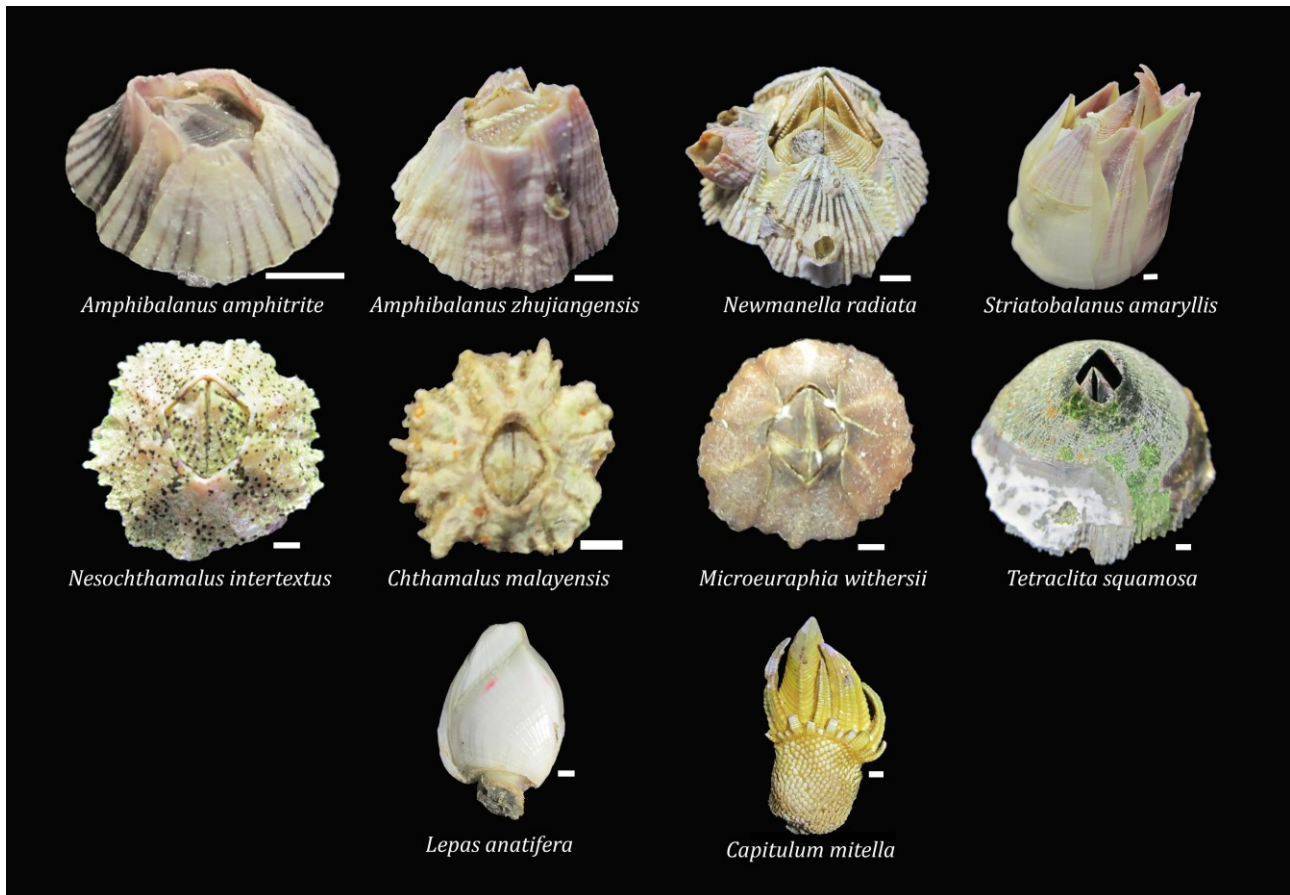 Amphibalanus amphitrite
Amphibalanus zhujiangensis
Newmanella radiata
Striatobalanus amaryllis
Nesochthamalus intertextus
Chthamalus malayensis
Microeuraphia withersii
Tetraclita squamosa
Lepas anatifera
Capitulum mitella